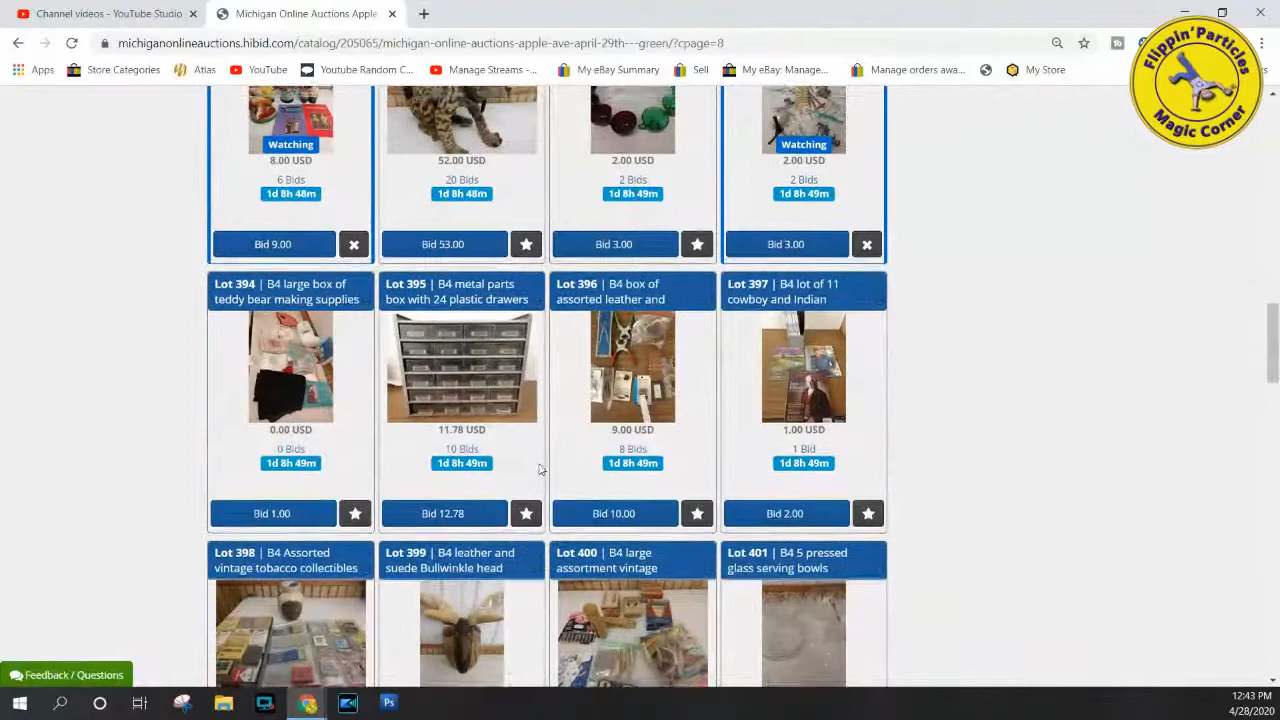 Channel videos - YouTube Studio
Michigan Online Auctions Apple
michiganonlineauctions.hibid.com/catalog/205065/michigan-online-auctions-apple-ave-april-29th---green/?cpage=8
Apps
Store Categories
Atlas
YouTube
Youtube Random C...
Manage Streams -...
My eBay Summary
Sell
My eBay: Manage...
Manage orders awa...
My Store
Flippin'Particles
Magic Corner
Watching
Watching
8.00 USD
52.00 USD
2.00 USD
2.00 USD
6 Bids
20 Bids
2 Bids
2 Bids
1d 8h 48m
1d 8h 48m
1d 8h 49m
1d 8h 49m
Bid 9.00
Bid 53.00
Bid 3.00
Bid 3.00
Lot 394 | B4 large box of
teddy bear making supplies
Lot 395 | B4 metal parts
box with 24 plastic drawers
Lot 396 | B4 box of
assorted leather and
Lot 397 | B4 lot of 11
cowboy and Indian
0.00 USD
11.78 USD
9.00 USD
1.00 USD
0 Bids
10 Bids
8 Bids
1 Bid
1d 8h 49m
1d 8h 49m
1d 8h 49m
1d 8h 49m
Bid 1.00
Bid 12.78
Bid 10.00
Bid 2.00
Lot 398 | B4 Assorted
vintage tobacco collectibles
Lot 399 | B4 leather and
suede Bullwinkle head
Lot 400 | B4 large
assortment vintage
Lot 401 | B4 5 pressed
glass serving bowls
Feedback / Questions
Ps
12:43 PM
4/28/2020